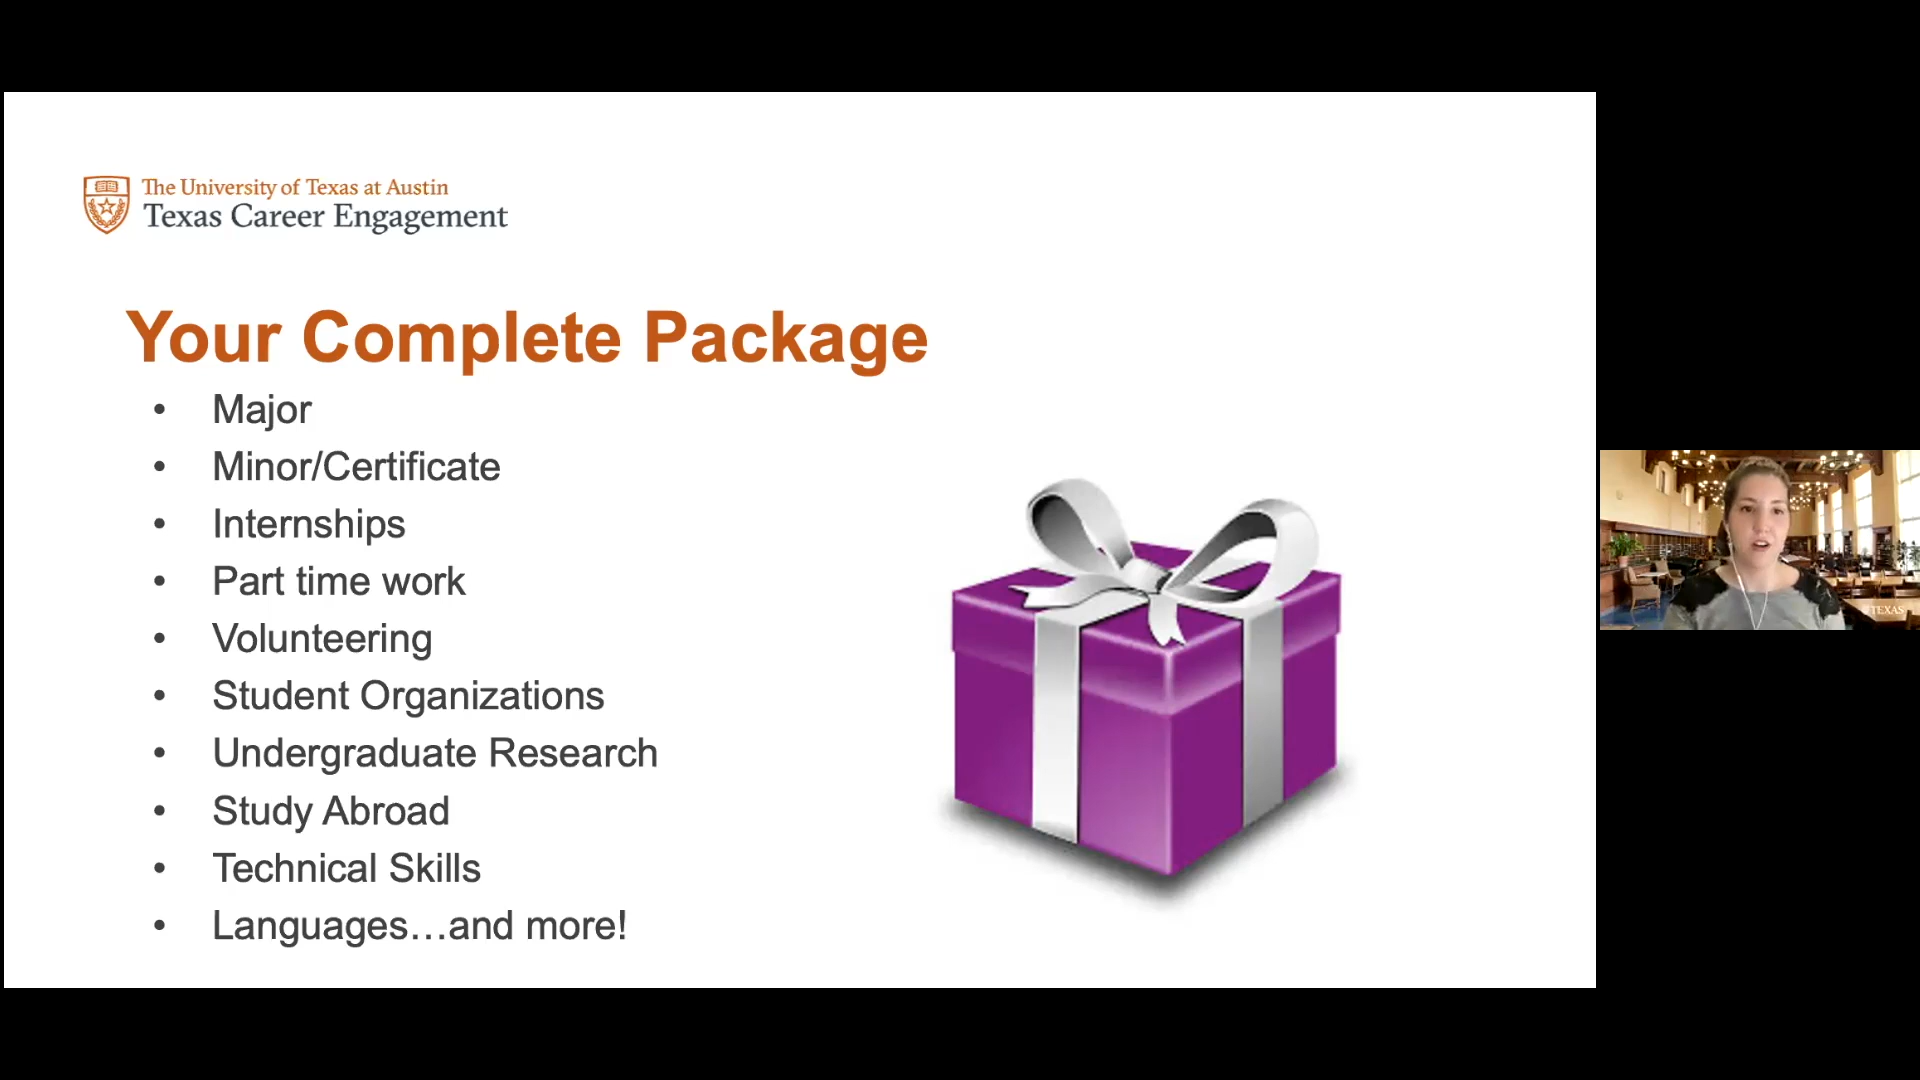 The University of Texas at Austin
Texas Career Engagement
Your Complete Package
• Major
• Minor/Certificate
• Internships
• Part time work
• Volunteering
• Student Organizations
• Undergraduate Research
• Study Abroad
• Technical Skills
• Languages…and more!
TEXAS